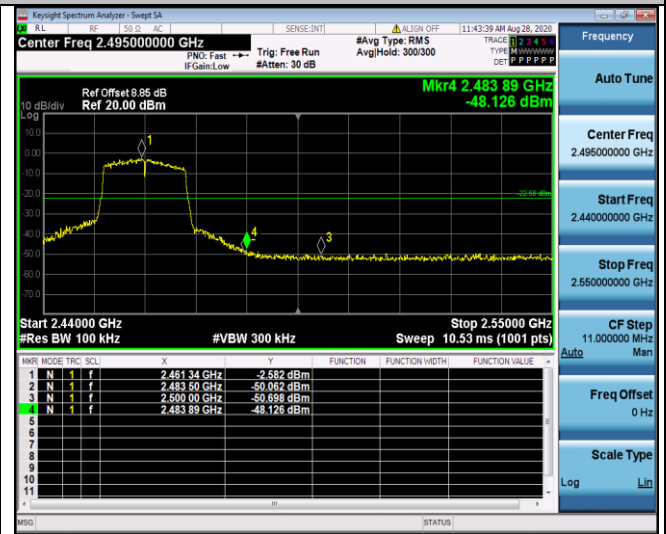 Keysight Spectrum Analyzer - Swept SA
RL RF 50 Ω AC SENSE:INT ALIGN OFF 11:43:39 AM Aug 28, 2020
Center Freq 2.495000000 GHz
PNO: Fast
IFGain:Low
Trig: Free Run
#Atten: 30 dB
#Avg Type: RMS
Avg|Hold: 300/300
TRACE 1 2 3 4 5 6
TYPE M WWWWW
DET P P P P P P
Mkr4 2.483 89 GHz
-48.126 dBm
Ref Offset 8.85 dB
10 dB/div Ref 20.00 dBm
Log
10.0
0.00
-10.0
-20.0
-30.0
-40.0
-50.0
-60.0
-70.0
1
4
3
-22.58 dBm
Start 2.44000 GHz Stop 2.55000 GHz
#Res BW 100 kHz #VBW 300 kHz Sweep 10.53 ms (1001 pts)
MKR MODE TRC SCL X Y FUNCTION FUNCTION WIDTH FUNCTION VALUE
1 N 1 f 2.461 34 GHz -2.582 dBm
2 N 1 f 2.483 50 GHz -50.062 dBm
3 N 1 f 2.500 00 GHz -50.698 dBm
4 N 1 f 2.483 89 GHz -48.126 dBm
5
6
7
8
9
10
11
MSG STATUS
Frequency
Auto Tune
Center Freq
2.495000000 GHz
Start Freq
2.440000000 GHz
Stop Freq
2.550000000 GHz
CF Step
11.000000 MHz
Auto Man
Freq Offset
0 Hz
Scale Type
Log Lin